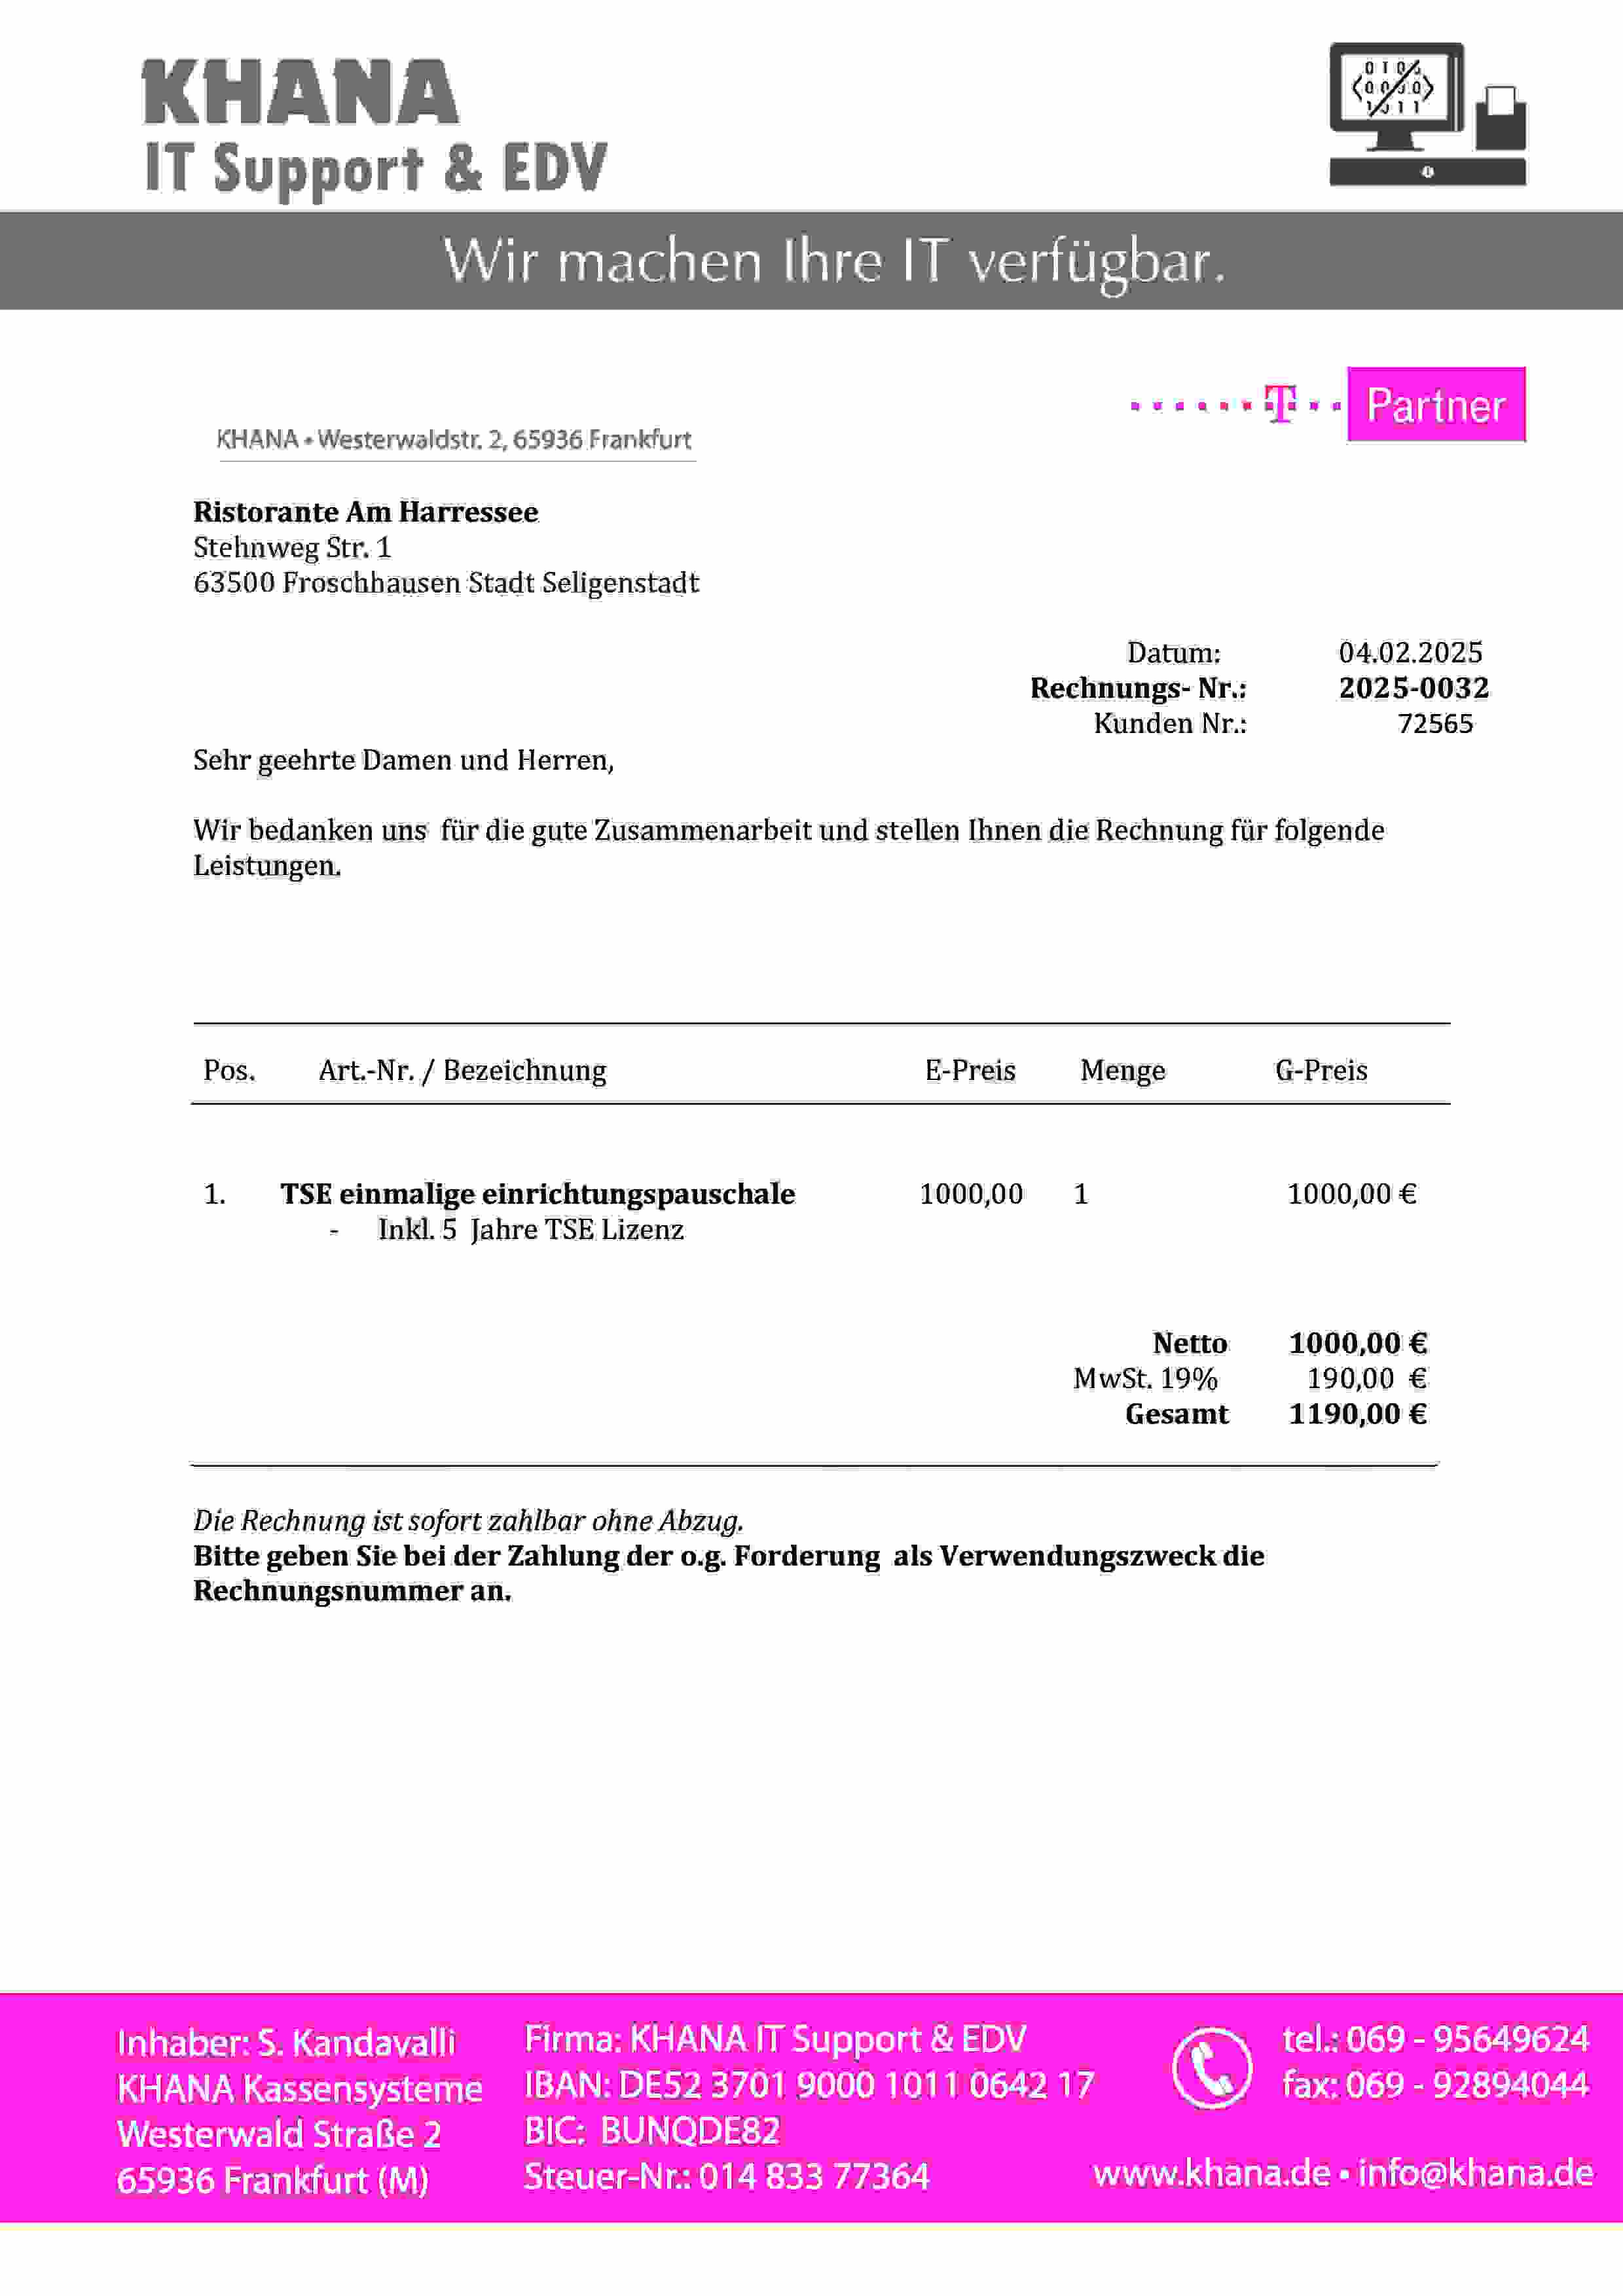 KHANA
IT Support & EDV
Wir machen Ihre IT verfügbar.
T Partner
KHANA • Westerwaldstr. 2, 65936 Frankfurt
Ristorante Am Harressee
Stehnweg Str. 1
63500 Froschhausen Stadt Seligenstadt
Datum: 04.02.2025
Rechnungs- Nr.: 2025-0032
Kunden Nr.: 72565
Sehr geehrte Damen und Herren,
Wir bedanken uns für die gute Zusammenarbeit und stellen Ihnen die Rechnung für folgende
Leistungen.
Pos. Art.-Nr. / Bezeichnung E-Preis Menge G-Preis
1. TSE einmalige einrichtungspauschale 1000,00 1 1000,00 €
- Inkl. 5 Jahre TSE Lizenz
Netto 1000,00 €
MwSt. 19% 190,00 €
Gesamt 1190,00 €
Die Rechnung ist sofort zahlbar ohne Abzug.
Bitte geben Sie bei der Zahlung der o.g. Forderung als Verwendungszweck die
Rechnungsnummer an.
Inhaber: S. Kandavalli
KHANA Kassensysteme
Westerwald Straße 2
65936 Frankfurt (M)
Firma: KHANA IT Support & EDV
IBAN: DE52 3701 9000 1011 0642 17
BIC: BUNQDE82
Steuer-Nr.: 014 833 77364
tel.: 069 - 95649624
fax: 069 - 92894044
www.khana.de • info@khana.de